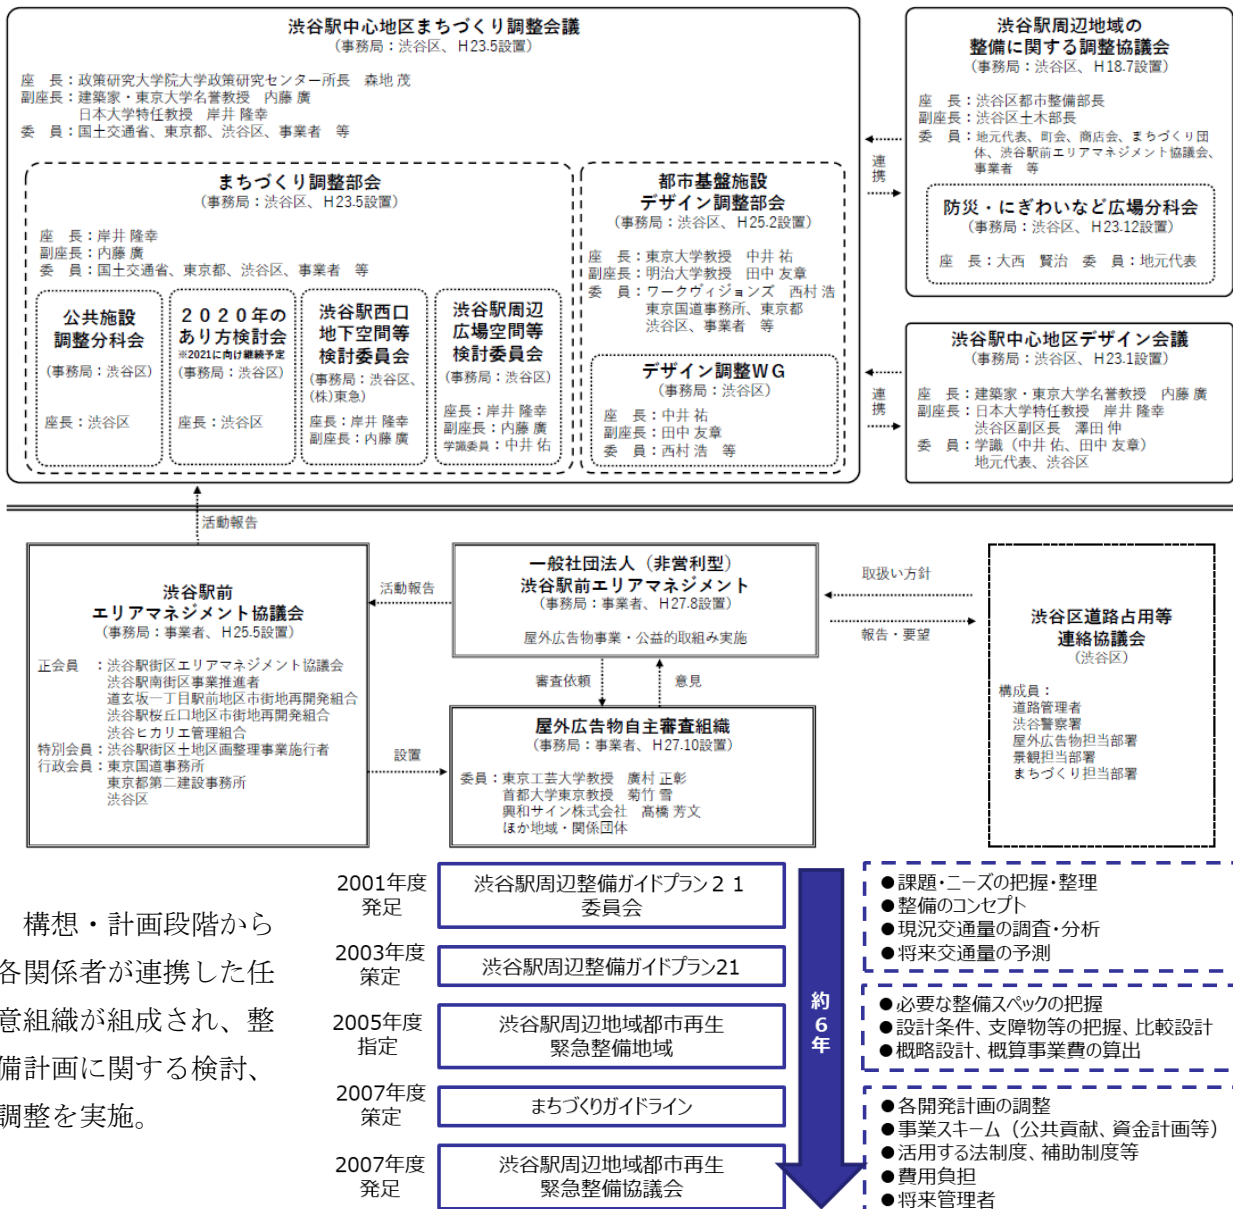 渋谷駅中心地区まちづくり調整会議
（事務局：渋谷区、H23.5設置）
座　長：政策研究大学院大学政策研究センター所長　森地 茂
副座長：建築家・東京大学名誉教授　内藤 廣
日本大学特任教授　岸井 隆幸
委　員：国土交通省、東京都、渋谷区、事業者　等
まちづくり調整部会
（事務局：渋谷区、H23.5設置）
座　長：岸井 隆幸
副座長：内藤 廣
委　員：国土交通省、東京都、渋谷区、事業者　等
公共施設
調整分科会
（事務局：渋谷区）
座長：渋谷区
２０２０年の
あり方検討会
※2021に向け継続予定
（事務局：渋谷区）
座長：渋谷区
渋谷駅西口
地下空間等
検討委員会
（事務局：渋谷区、
(株)東急）
座長：岸井 隆幸
副座長：内藤 廣
渋谷駅周辺
広場空間等
検討委員会
（事務局：渋谷区）
座長：岸井 隆幸
副座長：内藤 廣
学識委員：中井 佑
都市基盤施設
デザイン調整部会
（事務局：渋谷区、H25.2設置）
座　長：東京大学教授　中井 祐
副座長：明治大学教授　田中 友章
委　員：ワークヴィジョンズ　西村 浩
東京国道事務所、東京都
渋谷区、事業者　等
デザイン調整WＧ
（事務局：渋谷区）
座　長：中井 祐
副座長：田中 友章
委　員：西村 浩　等
連携
連携
渋谷駅周辺地域の
整備に関する調整協議会
（事務局：渋谷区、H18.7設置）
座　長：渋谷区都市整備部長
副座長：渋谷区土木部長
委　員：地元代表、町会、商店会、まちづくり団
体、渋谷駅前エリアマネジメント協議会、
事業者　等
防災・にぎわいなど広場分科会
（事務局：渋谷区、H23.12設置）
座　長：大西　賢治　委　員：地元代表
渋谷駅中心地区デザイン会議
（事務局：渋谷区、H23.1設置）
座　長：建築家・東京大学名誉教授　内藤 廣
副座長：日本大学特任教授　岸井 隆幸
渋谷区副区長　澤田 伸
委　員：学識（中井 佑、田中 友章）
地元代表、渋谷区
活動報告
渋谷駅前
エリアマネジメント協議会
（事務局：事業者、H25.5設置）
正会員　：渋谷駅街区エリアマネジメント協議会
渋谷駅南街区事業推進者
道玄坂一丁目駅前地区市街地再開発組合
渋谷駅桜丘口地区市街地再開発組合
渋谷ヒカリエ管理組合
特別会員：渋谷駅街区土地区画整理事業施行者
行政会員：東京国道事務所
東京都第二建設事務所
渋谷区
活動報告
設置
一般社団法人（非営利型）
渋谷駅前エリアマネジメント
（事務局：事業者、H27.8設置）
屋外広告物事業・公益的取組み実施
審査依頼
意見
屋外広告物自主審査組織
（事務局：事業者、H27.10設置）
委員：東京工芸大学教授　廣村 正彰
首都大学東京教授　菊竹 雪
興和サイン株式会社　髙橋 芳文
ほか地域・関係団体
取扱い方針
報告・要望
渋谷区道路占用等
連絡協議会
（渋谷区）
構成員：
道路管理者
渋谷警察署
屋外広告物担当部署
景観担当部署
まちづくり担当部署
構想・計画段階から
各関係者が連携した任
意組織が組成され、整
備計画に関する検討、
調整を実施。
2001年度
発足
渋谷駅周辺整備ガイドプラン２１
委員会
2003年度
策定
渋谷駅周辺整備ガイドプラン21
2005年度
指定
渋谷駅周辺地域都市再生
緊急整備地域
2007年度
策定
まちづくりガイドライン
2007年度
発足
渋谷駅周辺地域都市再生
緊急整備協議会
約６年
●課題・ニーズの把握・整理
●整備のコンセプト
●現況交通量の調査・分析
●将来交通量の予測
●必要な整備スペックの把握
●設計条件、支障物等の把握、比較設計
●概略設計、概算事業費の算出
●各開発計画の調整
●事業スキーム（公共貢献、資金計画等）
●活用する法制度、補助制度等
●費用負担
●将来管理者